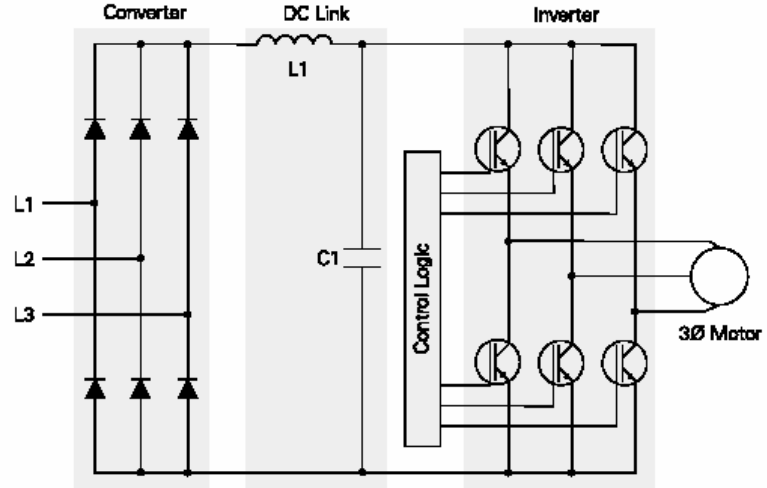 Converter
DC Link
Inverter
L1
L1
L2
C1
L3
Control Logic
3Ø Motor